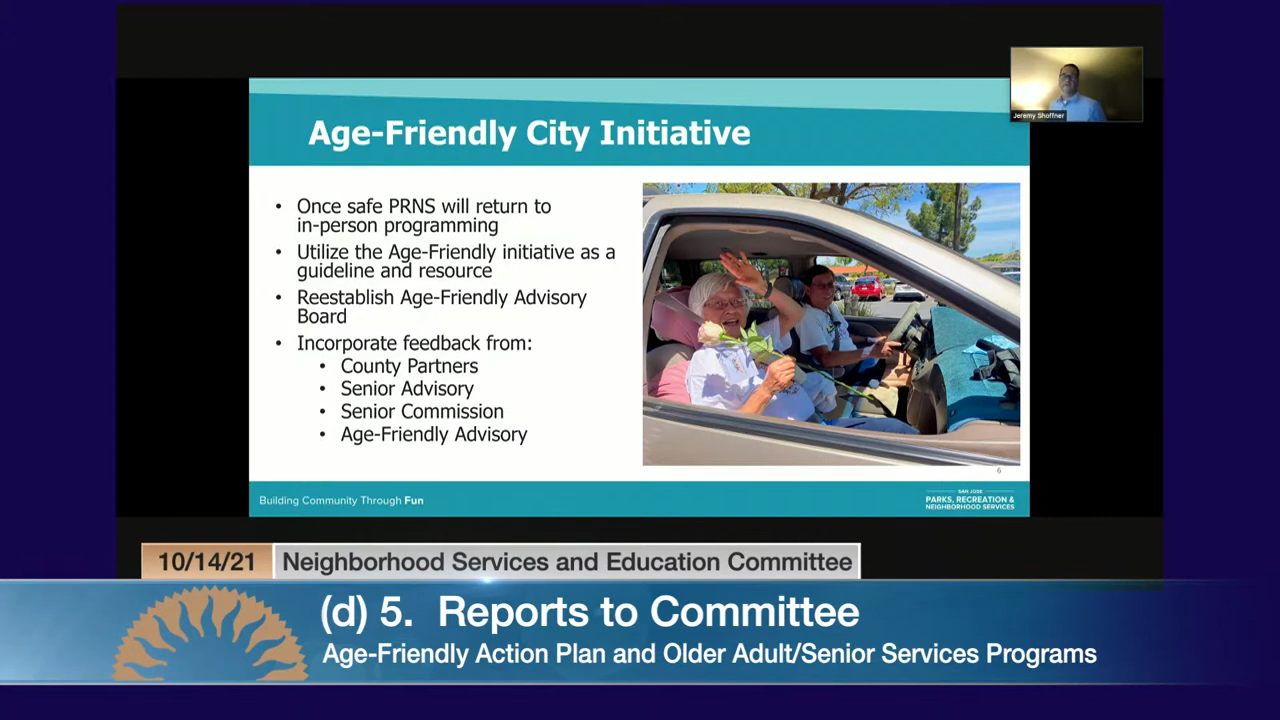 Jeremy Shoffner
Age-Friendly City Initiative
• Once safe PRNS will return to
in-person programming
• Utilize the Age-Friendly initiative as a
guideline and resource
• Reestablish Age-Friendly Advisory
Board
• Incorporate feedback from:
• County Partners
• Senior Advisory
• Senior Commission
• Age-Friendly Advisory
6
Building Community Through Fun
SAN JOSE
PARKS, RECREATION &
NEIGHBORHOOD SERVICES
10/14/21 Neighborhood Services and Education Committee
(d) 5. Reports to Committee
Age-Friendly Action Plan and Older Adult/Senior Services Programs